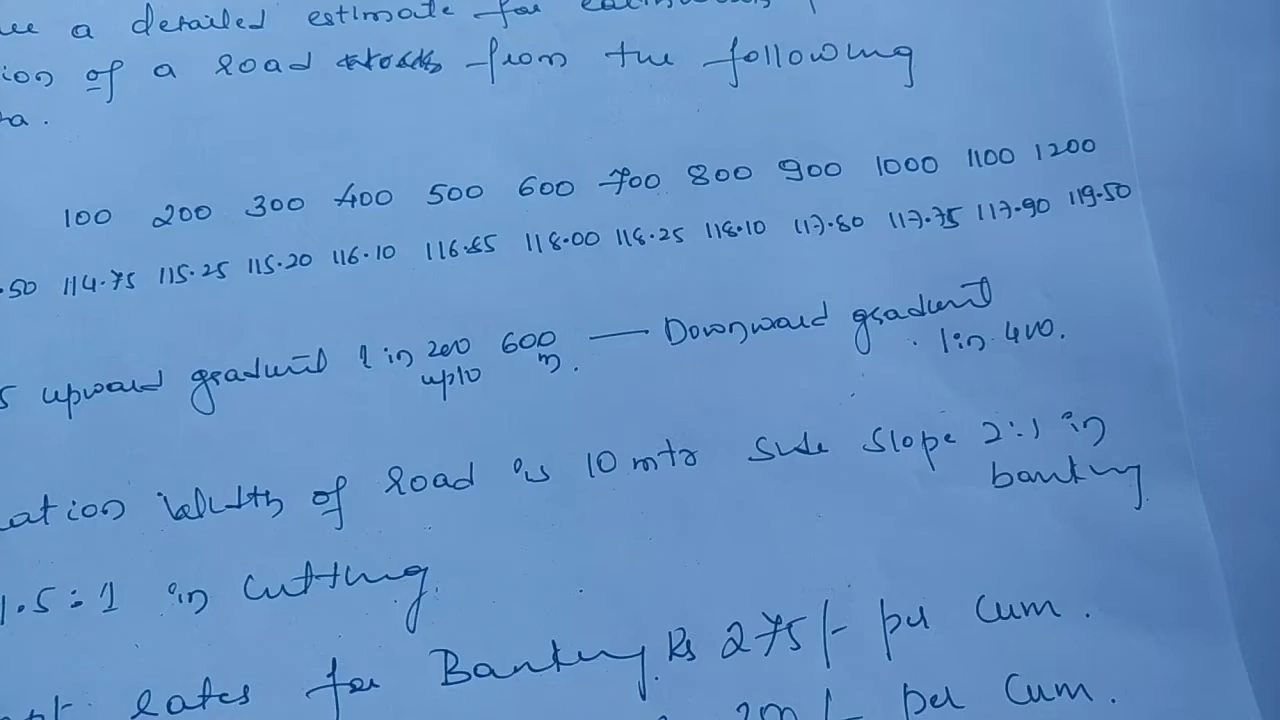 a detailed estimate for
of a road from the following
100 200 300 400 500 600 700 800 900 1000 1100 1200
.50 114.75 115.25 115.20 116.10 116.85 118.00 118.25 118.10 117.80 117.75 117.90 119.50
upward gradient 1 in 200 upto 600 m. — Downward gradient 1 in 400.
width of road is 10 mtr side slope 2:1 in banking
1.5:1 in cutting.
rates for Banking Rs 275/- per cum.
per cum.